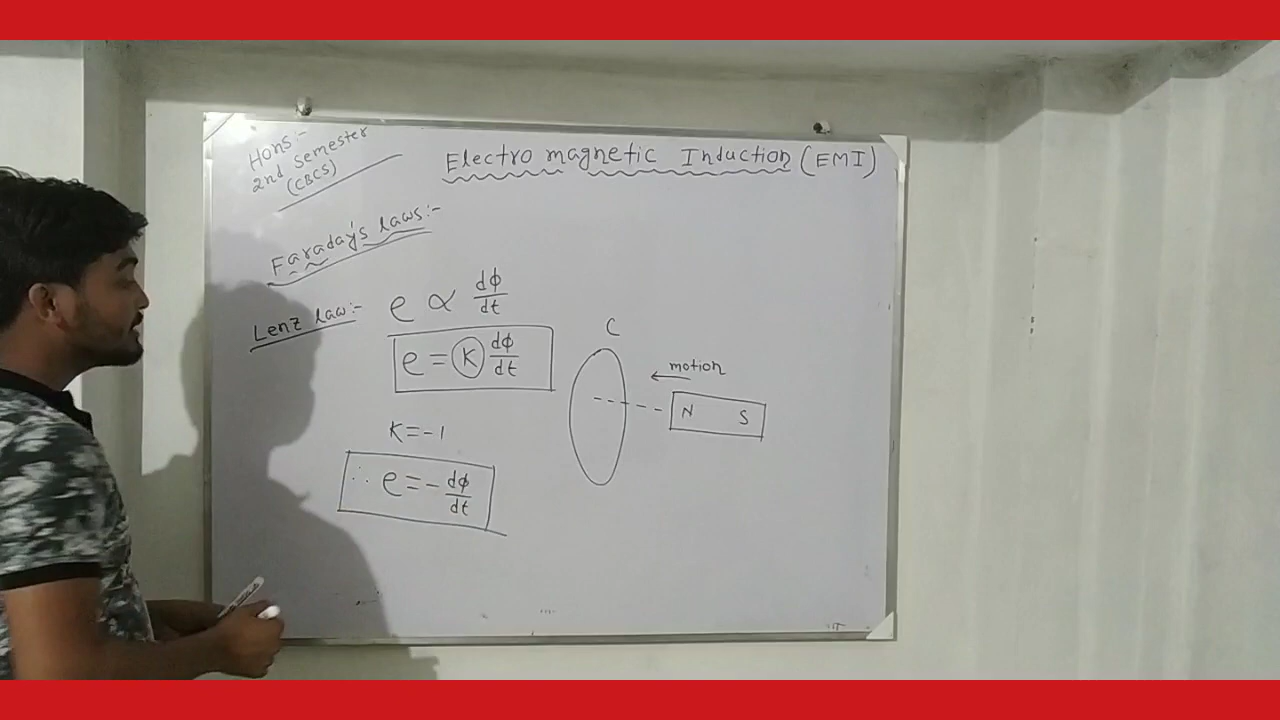 Hons:-
2nd Semester
(CBCS)
Electro magnetic Induction (EMI)
Faraday's laws:-
Lenz law:-
e ∝ dϕ/dt
e = K dϕ/dt
K = -1
∴ e = - dϕ/dt
C
motion
N S